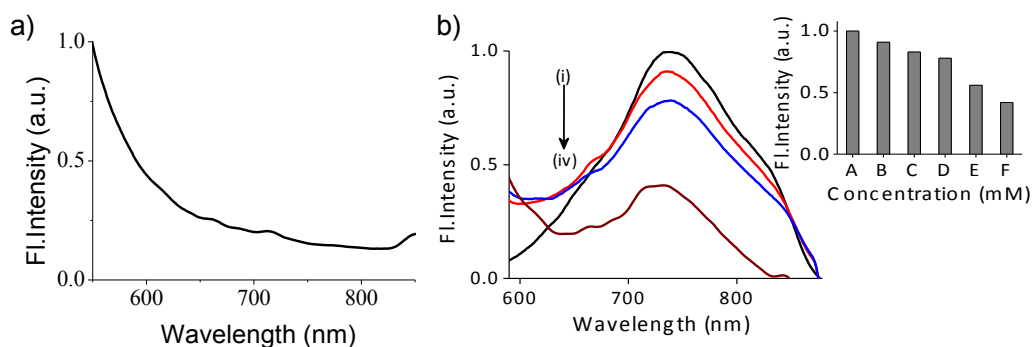 a)
1.0
0.5
0.0
Fl.Intensity (a.u.)
600 700 800
Wavelength (nm)
b)
1.0
0.5
0.0
Fl.Intensity (a.u.)
(i)
(iv)
600 700 800
Wavelength (nm)
1.0
0.5
0.0
Fl.Intensity (a.u.)
A B C D E F
Concentration (mM)